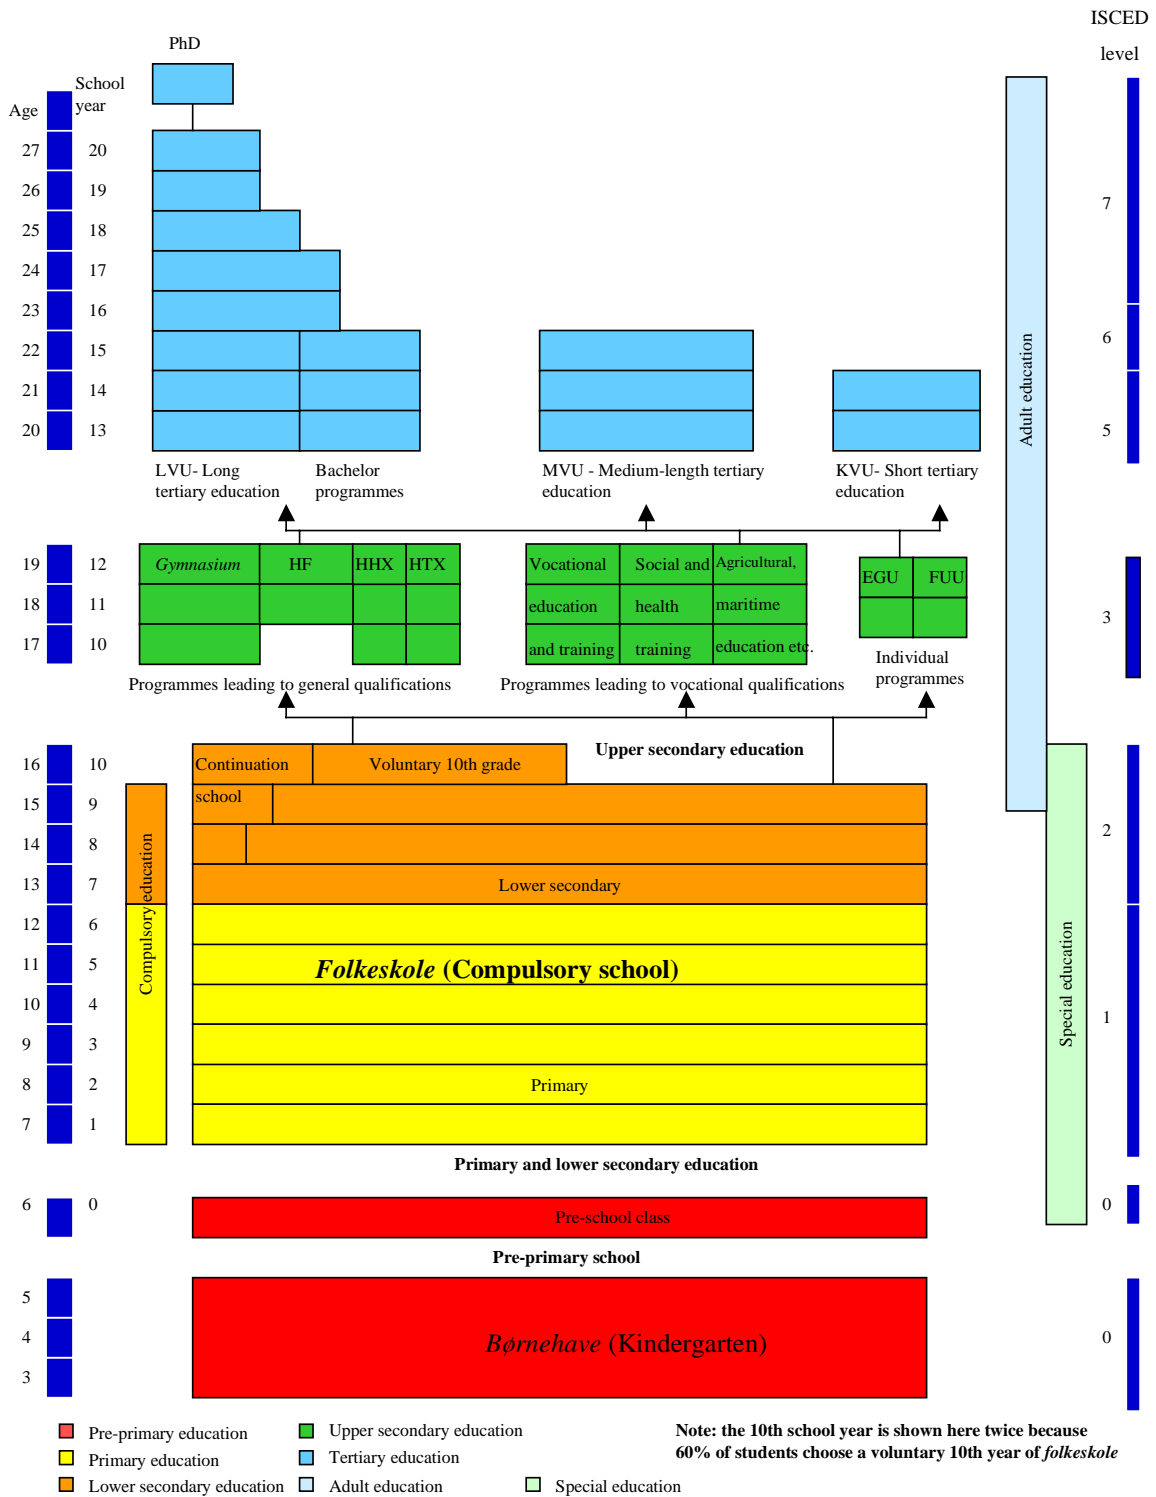 ISCED
level
PhD
School
year
Age
27 20
26 19
7
25 18
24 17
23 16
22 15
6
21 14
20 13
5
Adult education
LVU- Long
tertiary education
Bachelor
programmes
MVU - Medium-length tertiary
education
KVU- Short tertiary
education
19 12 Gymnasium HF HHX HTX
Vocational
education
and training
Social and
health
training
Agricultural,
maritime
education etc.
EGU FUU
18 11
3
17 10
Individual
programmes
Programmes leading to general qualifications
Programmes leading to vocational qualifications
Upper secondary education
16 10
Continuation
school
Voluntary 10th grade
15 9
14 8
2
13 7
Lower secondary
Compulsory education
12 6
11 5
Folkeskole (Compulsory school)
10 4
1
Special education
9 3
8 2
Primary
7 1
Primary and lower secondary education
6 0
Pre-school class
0
Pre-primary school
5
4
Børnehave (Kindergarten)
0
3
Pre-primary education
Upper secondary education
Primary education
Tertiary education
Lower secondary education
Adult education
Special education
Note: the 10th school year is shown here twice because
60% of students choose a voluntary 10th year of folkeskole